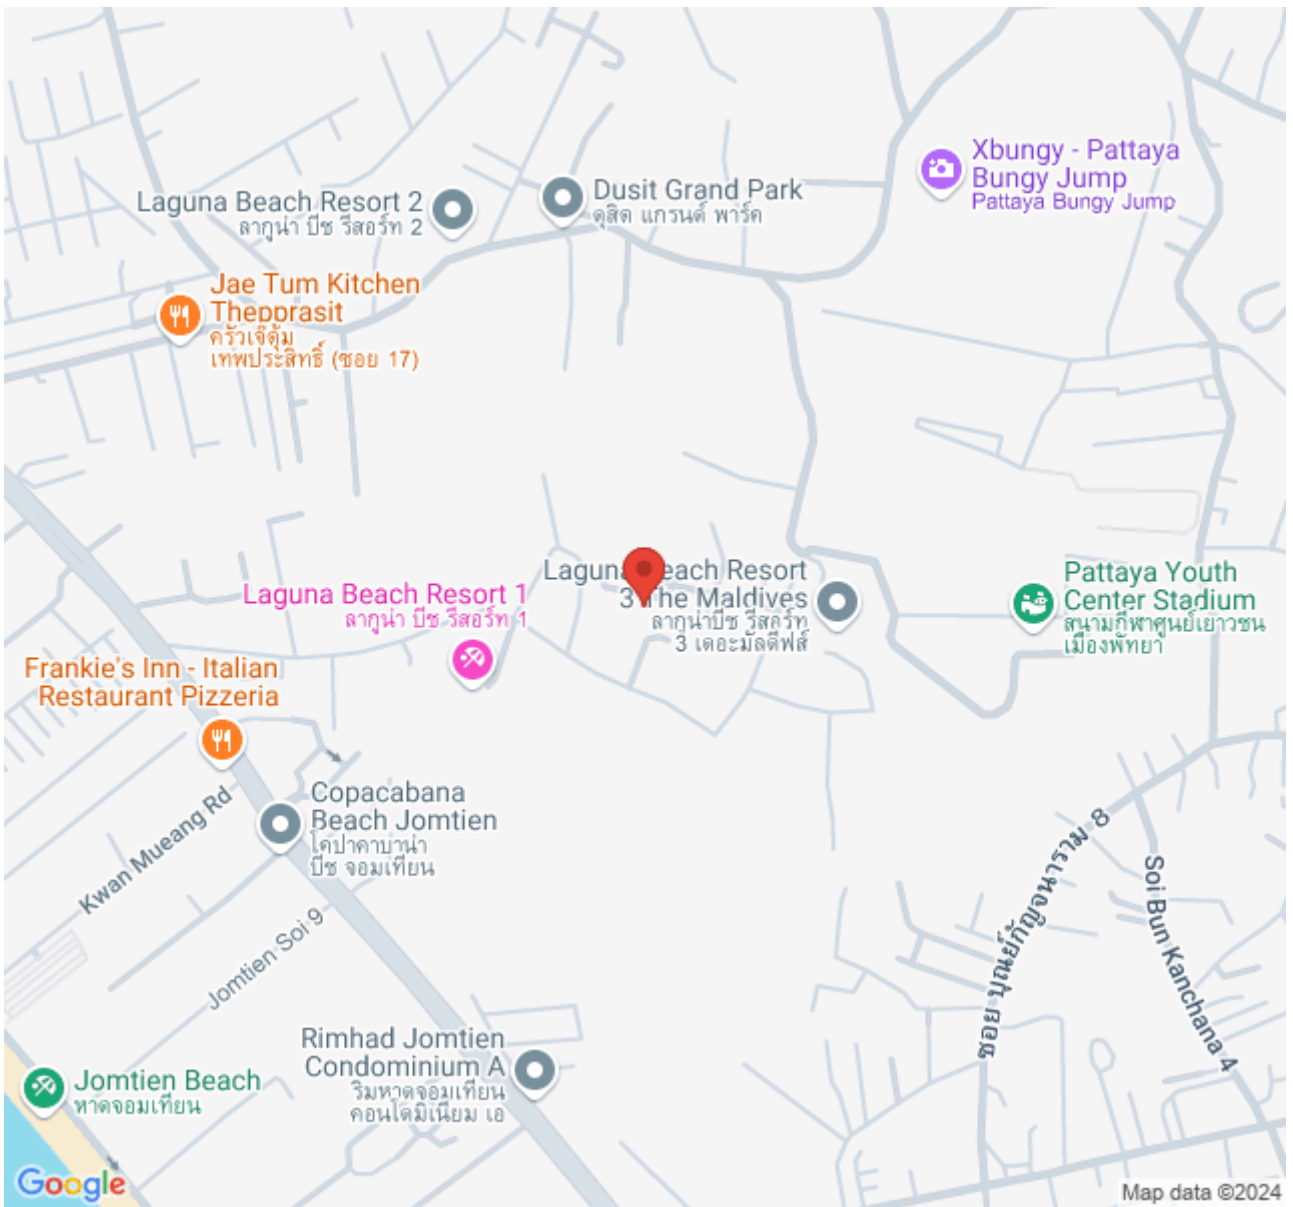 Xbungy - Pattaya
Bungy Jump
Pattaya Bungy Jump
Laguna Beach Resort 2
ลากูน่า บีช รีสอร์ท 2
Dusit Grand Park
ดุสิต แกรนด์ พาร์ค
Jae Tum Kitchen
Thepprasit
ครัวเจ๊ตุ้ม
เทพประสิทธิ์ (ซอย 17)
Laguna Beach Resort
3 The Maldives
ลากูน่าบีช รีสอร์ท
3 เดอะมัลดีฟส์
Pattaya Youth
Center Stadium
สนามกีฬาศูนย์เยาวชน
เมืองพัทยา
Laguna Beach Resort 1
ลากูน่า บีช รีสอร์ท 1
Frankie's Inn - Italian
Restaurant Pizzeria
Copacabana
Beach Jomtien
โคปาคาบาน่า
บีช จอมเทียน
Kwan Mueang Rd
Jomtien Soi 9
ซอย บุณย์กัญจนาราม 8
Soi Bun Kanchana 4
Rimhad Jomtien
Condominium A
ริมหาดจอมเทียน
คอนโดมิเนียม เอ
Jomtien Beach
หาดจอมเทียน
Google
Map data ©2024